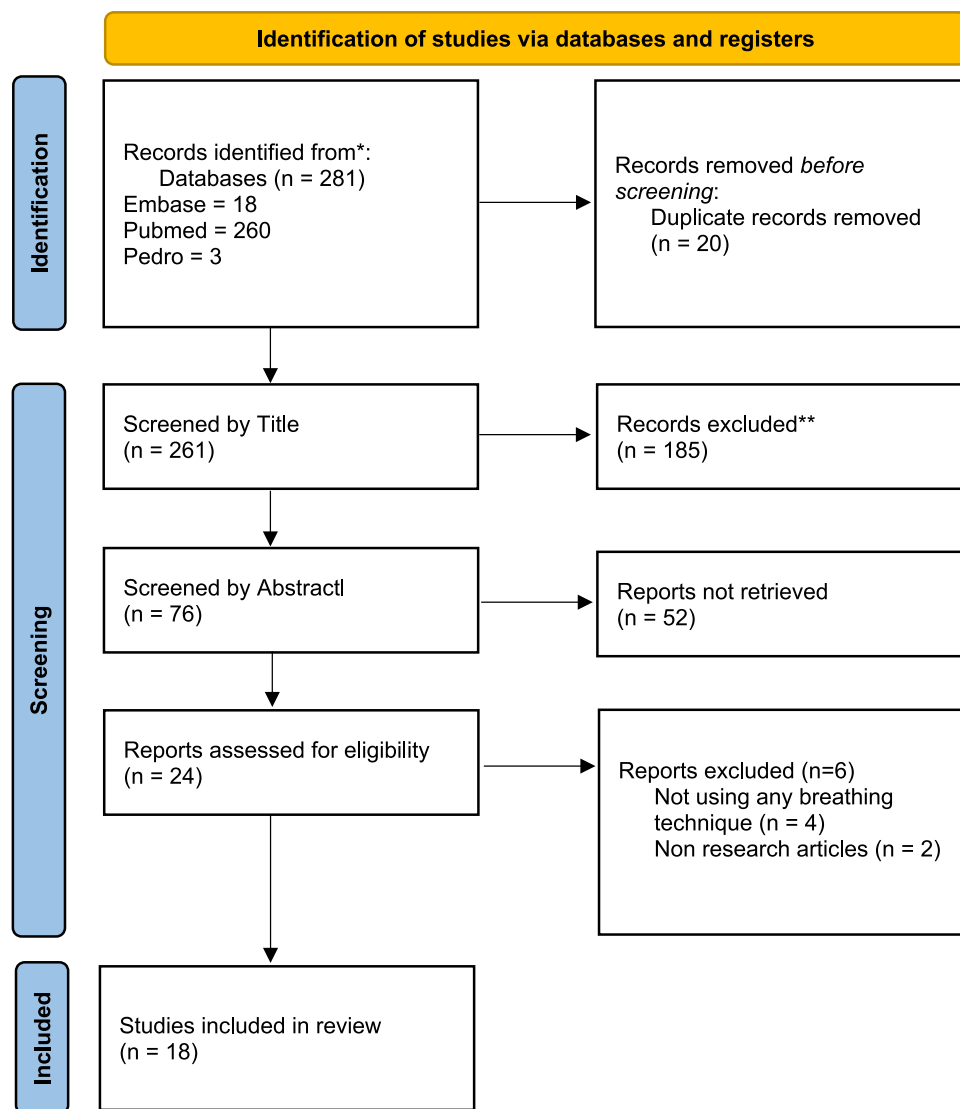 Identification of studies via databases and registers
Identification
Records identified from*:
Databases (n = 281)
Embase = 18
Pubmed = 260
Pedro = 3
Records removed before
screening:
Duplicate records removed
(n = 20)
Screening
Screened by Title
(n = 261)
Records excluded**
(n = 185)
Screened by Abstractl
(n = 76)
Reports not retrieved
(n = 52)
Reports assessed for eligibility
(n = 24)
Reports excluded (n=6)
Not using any breathing
technique (n = 4)
Non research articles (n = 2)
Included
Studies included in review
(n = 18)